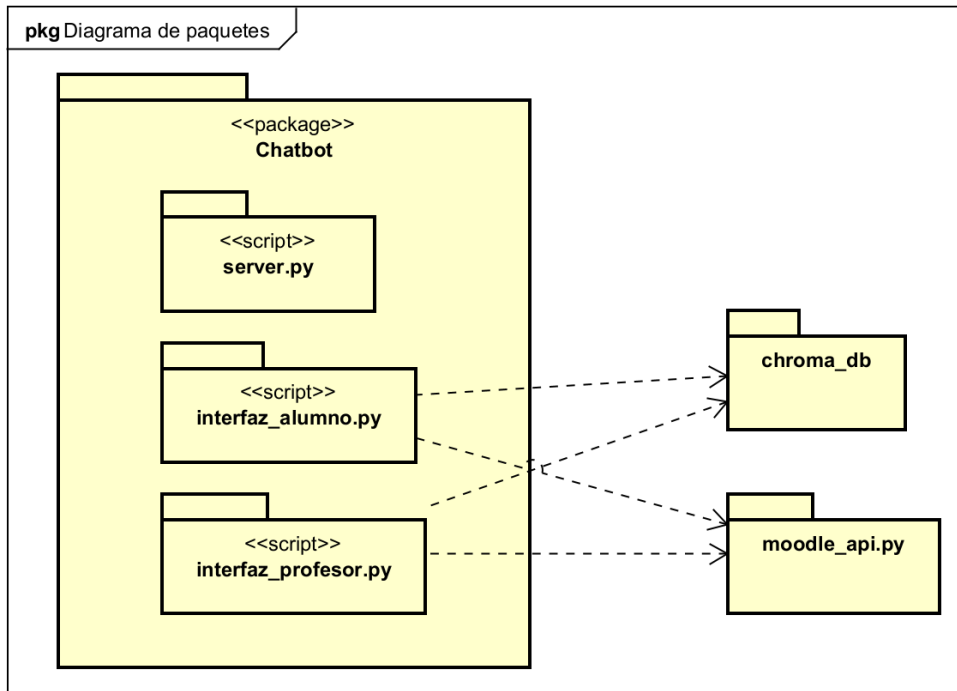 pkg Diagrama de paquetes
<<package>>
Chatbot
<<script>>
server.py
<<script>>
interfaz_alumno.py
<<script>>
interfaz_profesor.py
chroma_db
moodle_api.py